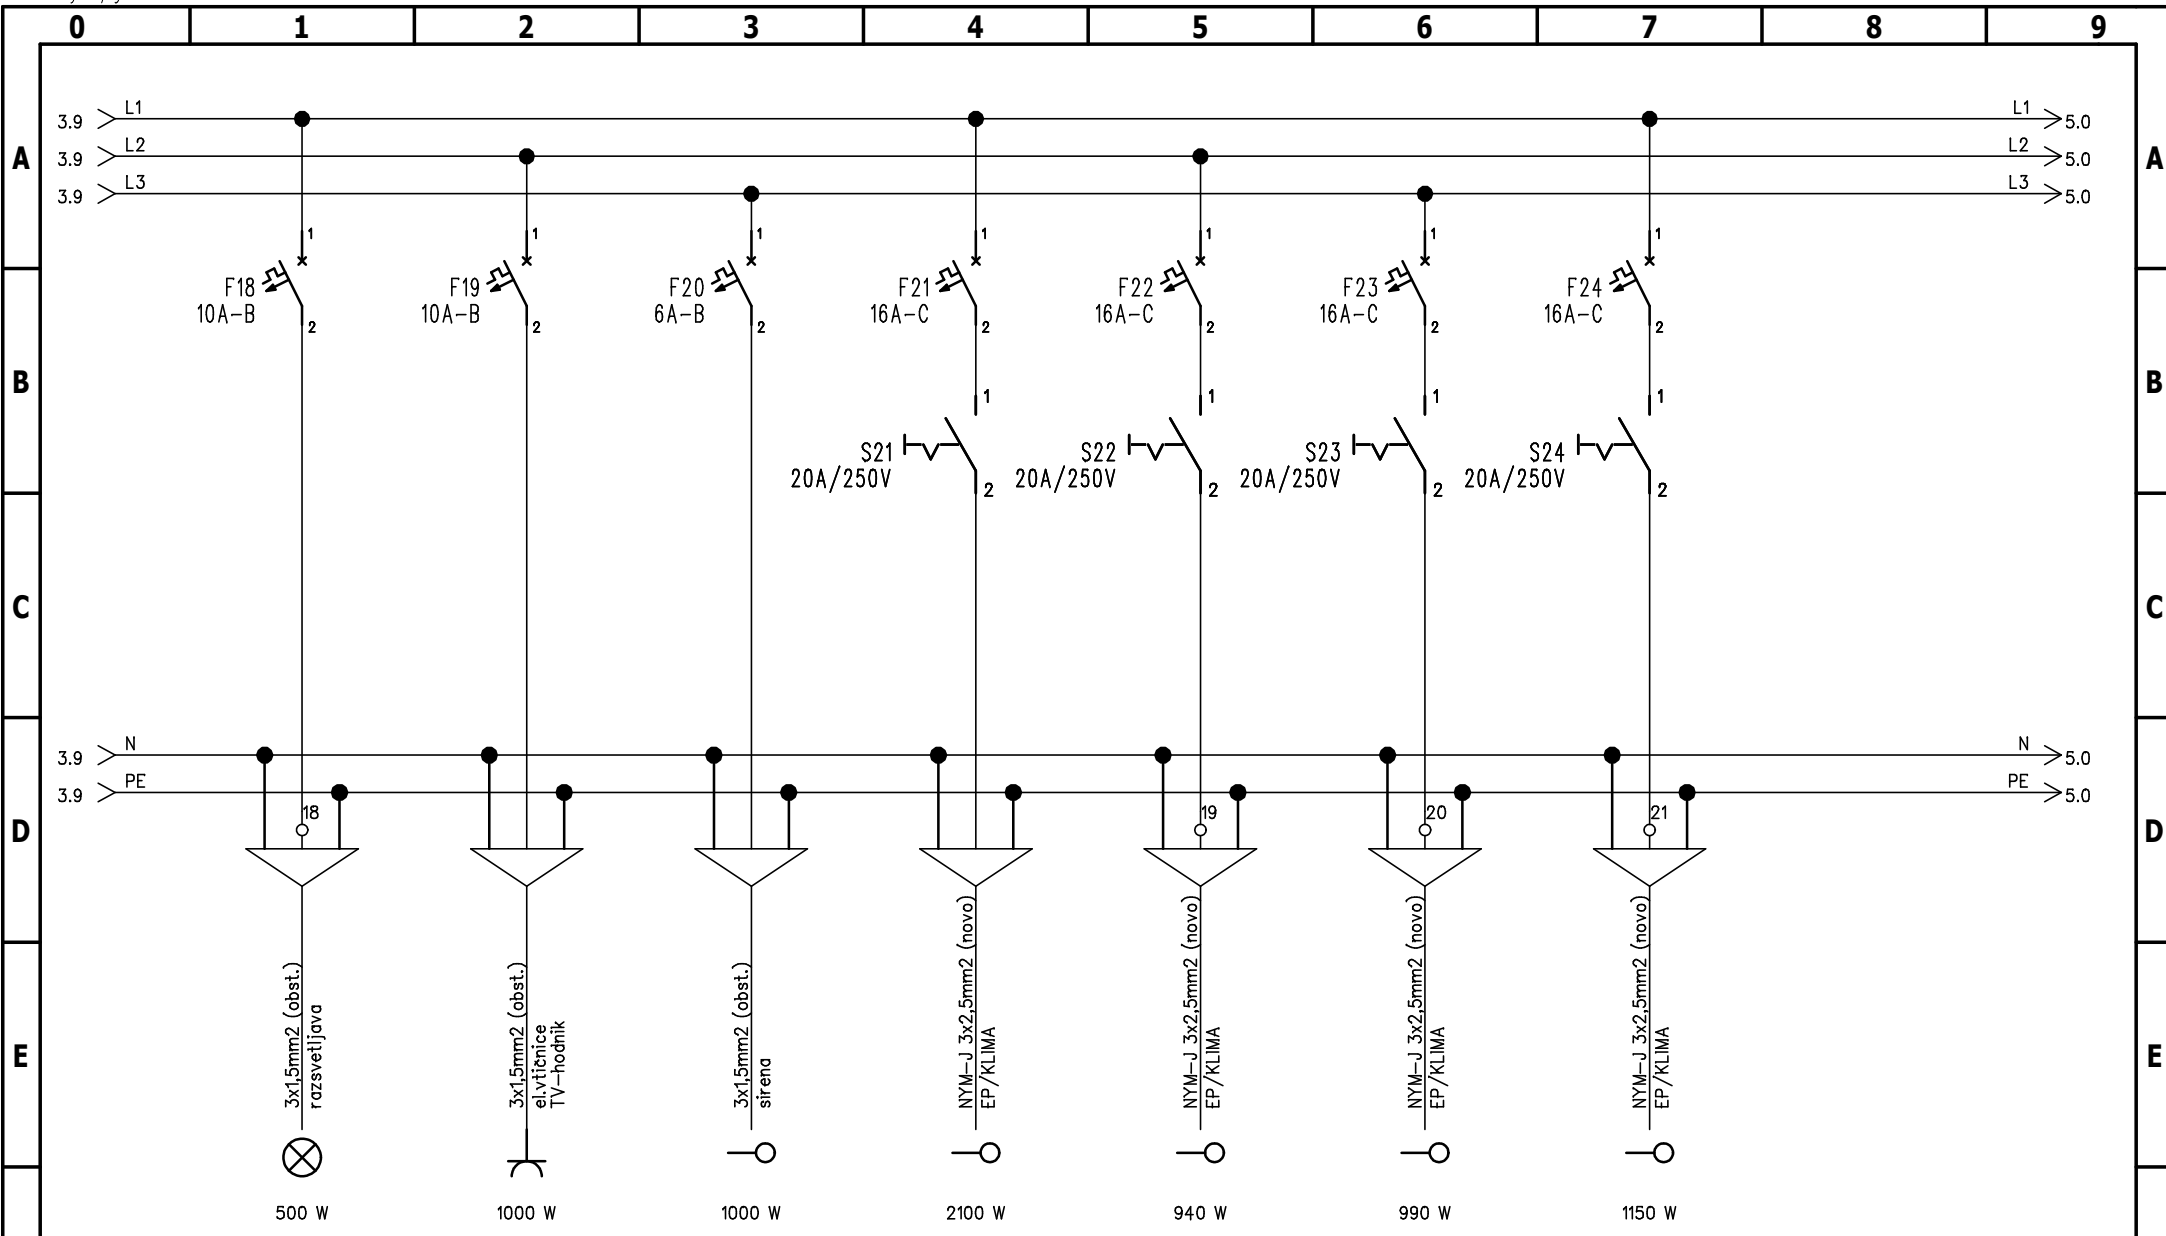 0 1 2 3 4 5 6 7 8 9
3.9 L1 L1 5.0
A 3.9 L2 L2 5.0 A
3.9 L3 L3 5.0
1 1 1 1 1 1 1
F18 F19 F20 F21 F22 F23 F24
10A-B 10A-B 6A-B 16A-C 16A-C 16A-C 16A-C
2 2 2 2 2 2 2
B B
1 1 1 1
S21 S22 S23 S24
20A/250V 20A/250V 20A/250V 20A/250V
2 2 2 2
C C
3.9 N N 5.0
3.9 PE PE 5.0
18 19 20 21
D D
3x1,5mm2 (obst.)
razsvetljava
3x1,5mm2 (obst.)
el.vtičnice
TV-hodnik
3x1,5mm2 (obst.)
sirena
NYM-J 3x2,5mm2 (novo)
EP/KLIMA
NYM-J 3x2,5mm2 (novo)
EP/KLIMA
NYM-J 3x2,5mm2 (novo)
EP/KLIMA
NYM-J 3x2,5mm2 (novo)
EP/KLIMA
E E
500 W 1000 W 1000 W 2100 W 940 W 990 W 1150 W